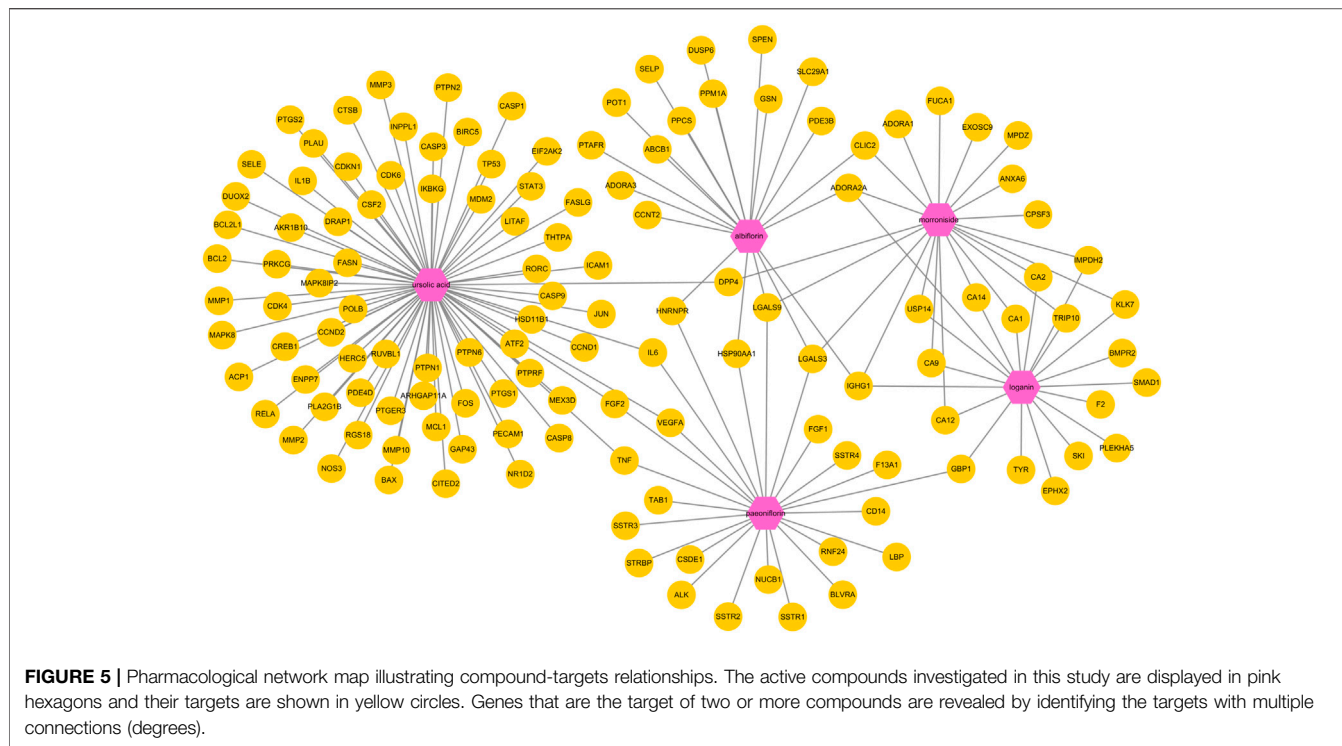 SPEN
DUSP6
SELP
SLC29A1
MMP3
PTPN2
PPM1A
GSN
POT1
FUCA1
CTSB
CASP1
PTGS2
INPPL1
BIRC5
PPCS
PDE3B
ADORA1
EXOSC9
PLAU
CASP3
PTAFR
ABCB1
CLIC2
MPDZ
EIF2AK2
SELE
CDKN1
TP53
IL1B
CDK6
IKBKG
STAT3
ADORA3
ADORA2A
ANXA6
DUOX2
CSF2
MDM2
FASLG
CCNT2
CPSF3
BCL2L1
AKR1B10
DRAP1
LITAF
albiflorin
morroniside
THTPA
BCL2
PRKCG
FASN
RORC
ICAM1
IMPDH2
MAPK8IP2
ursolic acid
DPP4
CA2
MMP1
CDK4
POLB
CASP9
CA14
KLK7
HNRNPR
LGALS9
USP14
JUN
HSD11B1
CA1
TRIP10
MAPK8
CCND2
CREB1
ATF2
CCND1
IL6
HSP90AA1
LGALS3
BMPR2
HERC5
RUVBL1
PTPN6
CA9
ACP1
ENPP7
PTPN1
PTPRF
IGHG1
loganin
SMAD1
PDE4D
ARHGAP11A
PTGS1
MEX3D
FGF2
F2
RELA
PLA2G1B
PTGER3
FOS
VEGFA
CA12
MMP2
RGS18
MCL1
PECAM1
CASP8
FGF1
PLEKHA5
MMP10
GAP43
SSTR4
SKI
NOS3
TNF
F13A1
GBP1
TYR
BAX
CITED2
NR1D2
EPHX2
TAB1
paeoniflorin
CD14
SSTR3
STRBP
CSDE1
RNF24
LBP
NUCB1
ALK
BLVRA
SSTR2
SSTR1
FIGURE 5 | Pharmacological network map illustrating compound-targets relationships. The active compounds investigated in this study are displayed in pink
hexagons and their targets are shown in yellow circles. Genes that are the target of two or more compounds are revealed by identifying the targets with multiple
connections (degrees).